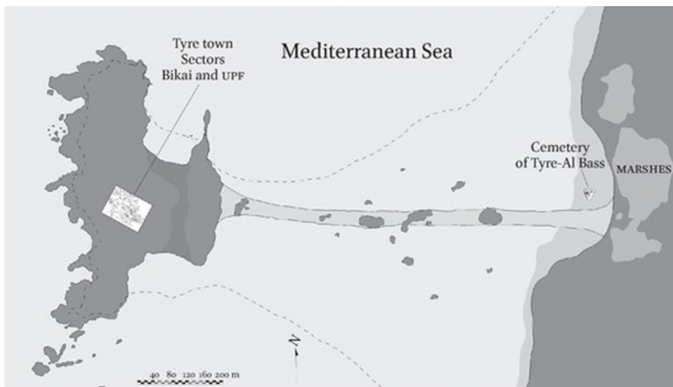 Tyre town
Sectors
Bikai and UPF
Mediterranean Sea
Cemetery
of Tyre-Al Bass
MARSHES
N
40 80 120 160 200 m